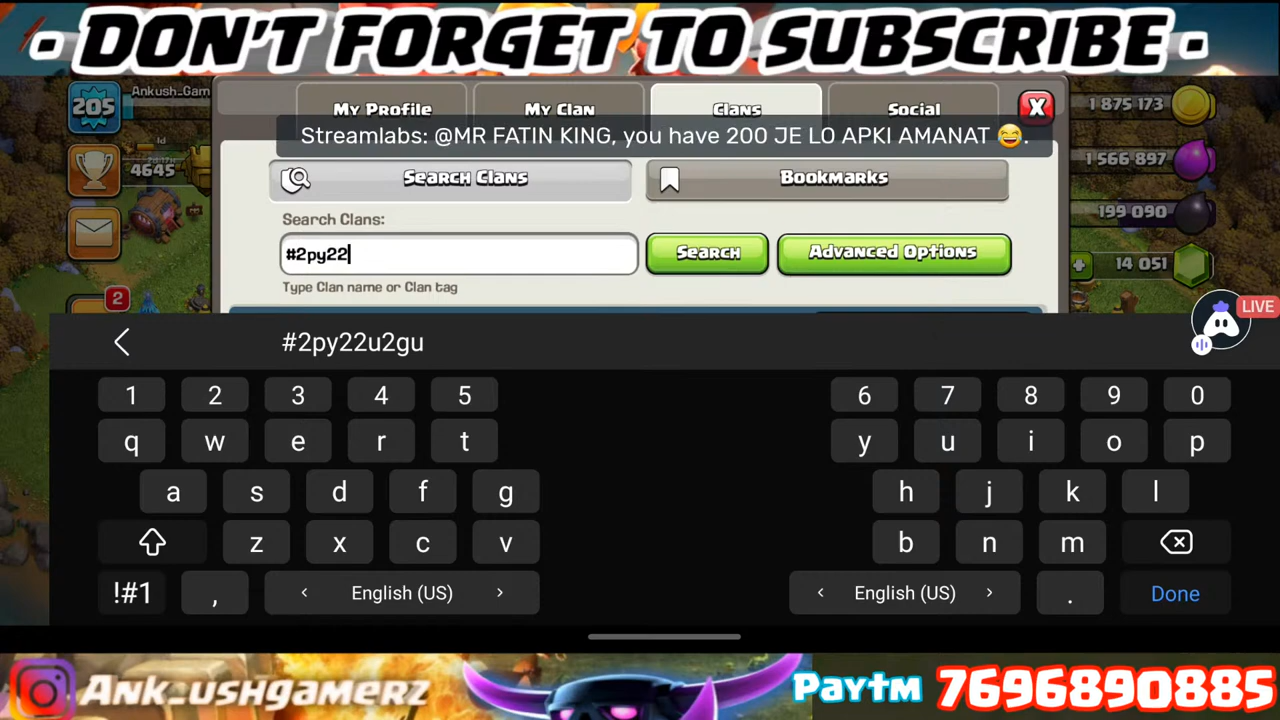 - DON'T FORGET TO SUBSCRIBE -
205
Ankush_Gam
My Profile
My Clan
Clans
Social
X
1 875 173
Streamlabs: @MR FATIN KING, you have 200 JE LO APKI AMANAT 😄.
4645
Search Clans
Bookmarks
1 566 897
199 090
Search Clans:
#2py22
Search
Advanced Options
14 051
Type Clan name or Clan tag
2
LIVE
#2py22u2gu
1 2 3 4 5 6 7 8 9 0
q w e r t y u i o p
a s d f g h j k l
z x c v b n m
!#1 , < English (US) > < English (US) > . Done
Ank_ushgamerz
Paytm 7696890885